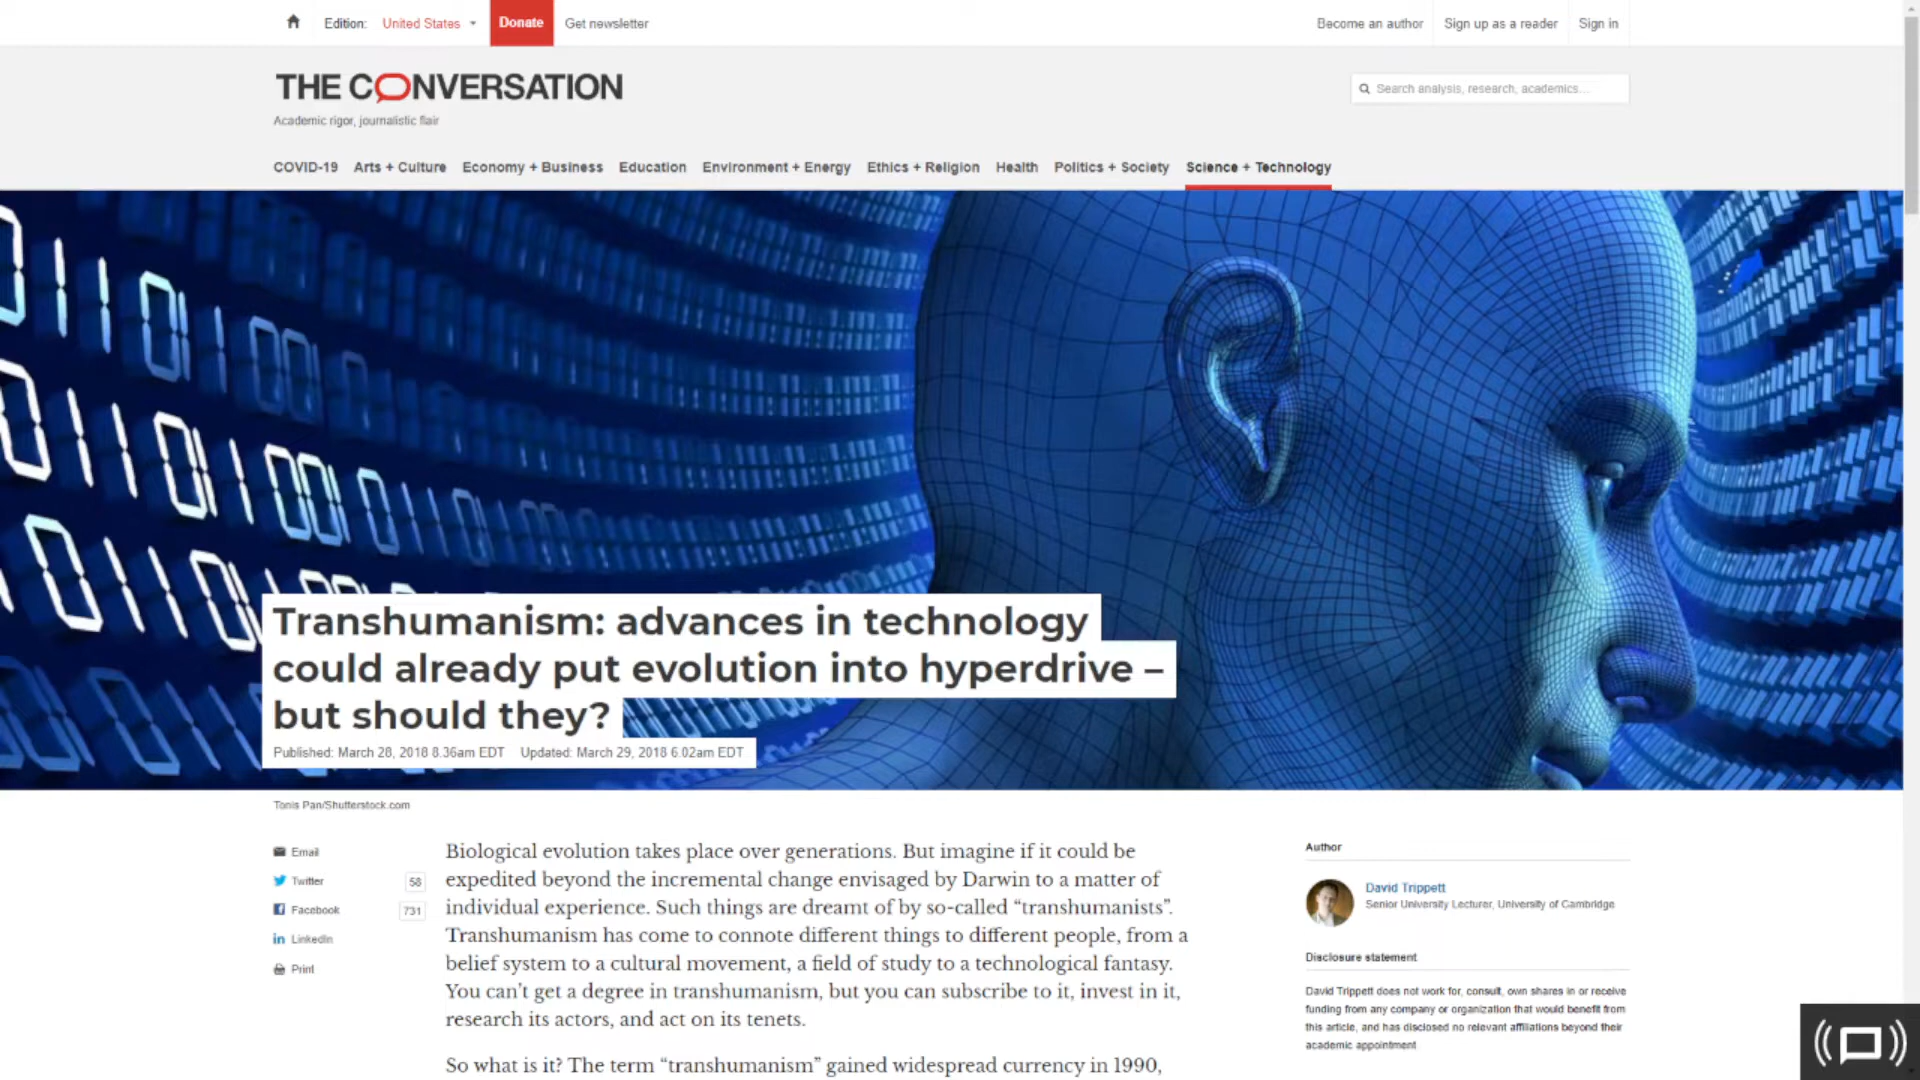 Edition: United States
Donate
Get newsletter
Become an author
Sign up as a reader
Sign in
THE CONVERSATION
Academic rigor, journalistic flair
Search analysis, research, academics...
COVID-19 Arts + Culture Economy + Business Education Environment + Energy Ethics + Religion Health Politics + Society Science + Technology
Transhumanism: advances in technology
could already put evolution into hyperdrive –
but should they?
Published: March 28, 2018 8.36am EDT Updated: March 29, 2018 6.02am EDT
Tonis Pan/Shutterstock.com
Email
Twitter 58
Facebook 731
LinkedIn
Print
Biological evolution takes place over generations. But imagine if it could be
expedited beyond the incremental change envisaged by Darwin to a matter of
individual experience. Such things are dreamt of by so-called “transhumanists”.
Transhumanism has come to connote different things to different people, from a
belief system to a cultural movement, a field of study to a technological fantasy.
You can’t get a degree in transhumanism, but you can subscribe to it, invest in it,
research its actors, and act on its tenets.
So what is it? The term “transhumanism” gained widespread currency in 1990,
Author
David Trippett
Senior University Lecturer, University of Cambridge
Disclosure statement
David Trippett does not work for, consult, own shares in or receive
funding from any company or organization that would benefit from
this article, and has disclosed no relevant affiliations beyond their
academic appointment.